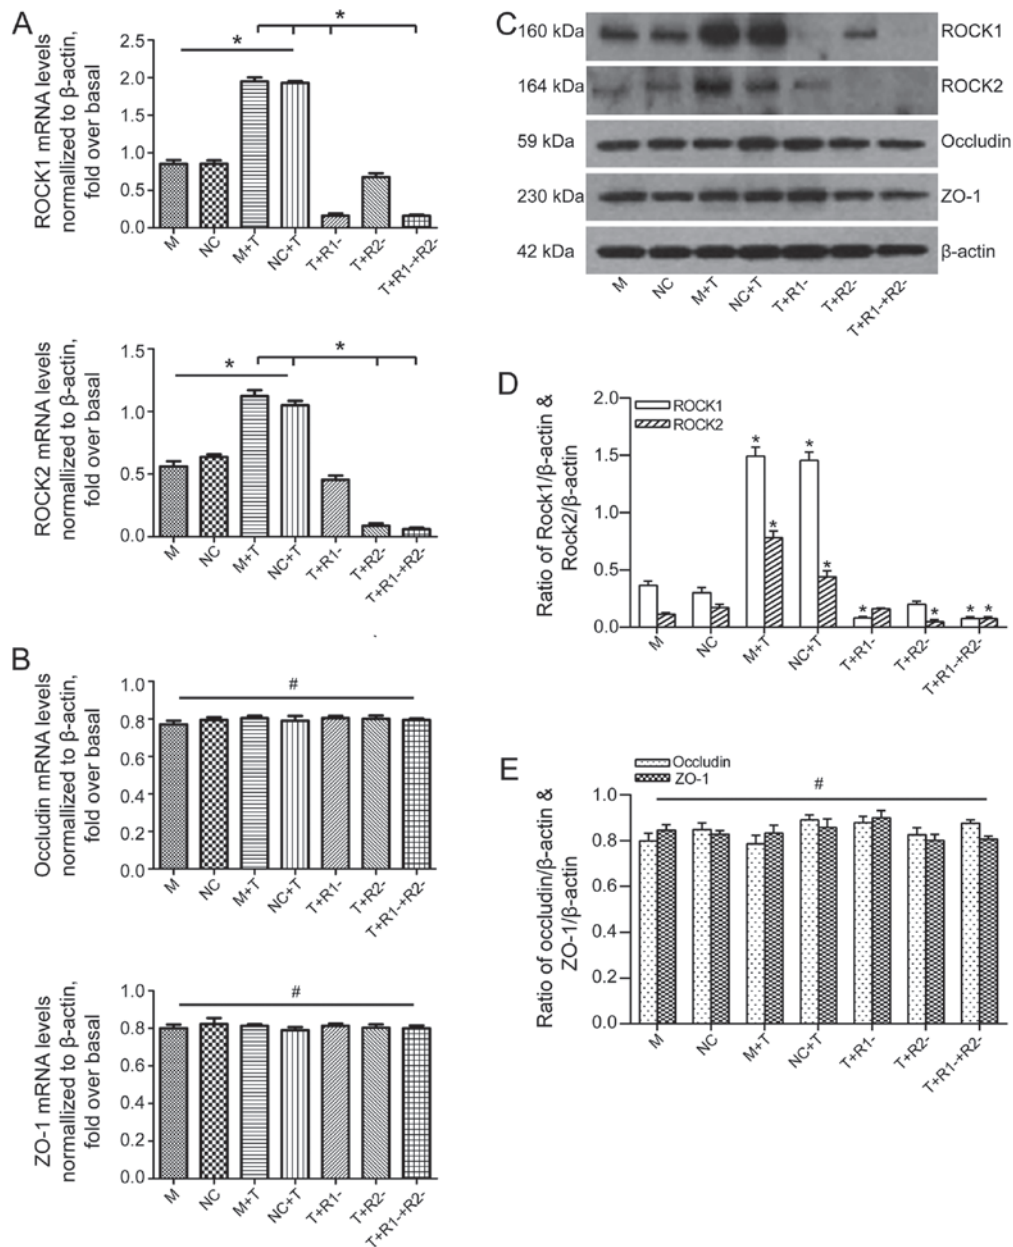 A
ROCK1 mRNA levels
normallized to β-actin,
fold over basal
2.5
2.0
1.5
1.0
0.5
0.0
*
*
M
NC
M+T
NC+T
T+R1-
T+R2-
T+R1-+R2-
ROCK2 mRNA levels
normallized to β-actin,
fold over basal
1.5
1.0
0.5
0.0
*
*
M
NC
M+T
NC+T
T+R1-
T+R2-
T+R1-+R2-
B
Occludin mRNA levels
normallized to β-actin,
fold over basal
1.0
0.8
0.6
0.4
0.2
0.0
#
M
NC
M+T
NC+T
T+R1-
T+R2-
T+R1-+R2-
ZO-1 mRNA levels
normallized to β-actin,
fold over basal
1.0
0.8
0.6
0.4
0.2
0.0
#
M
NC
M+T
NC+T
T+R1-
T+R2-
T+R1-+R2-
C
160 kDa ROCK1
164 kDa ROCK2
59 kDa Occludin
230 kDa ZO-1
42 kDa β-actin
M
NC
M+T
NC+T
T+R1-
T+R2-
T+R1-+R2-
D
Ratio of Rock1/β-actin &
Rock2/β-actin
2.0
1.5
1.0
0.5
0.0
ROCK1
ROCK2
* *
* *
* * * *
M
NC
M+T
NC+T
T+R1-
T+R2-
T+R1-+R2-
E
Ratio of occludin/β-actin &
ZO-1/β-actin
Occludin
ZO-1
1.0
0.8
0.6
0.4
0.2
0.0
#
M
NC
M+T
NC+T
T+R1-
T+R2-
T+R1-+R2-